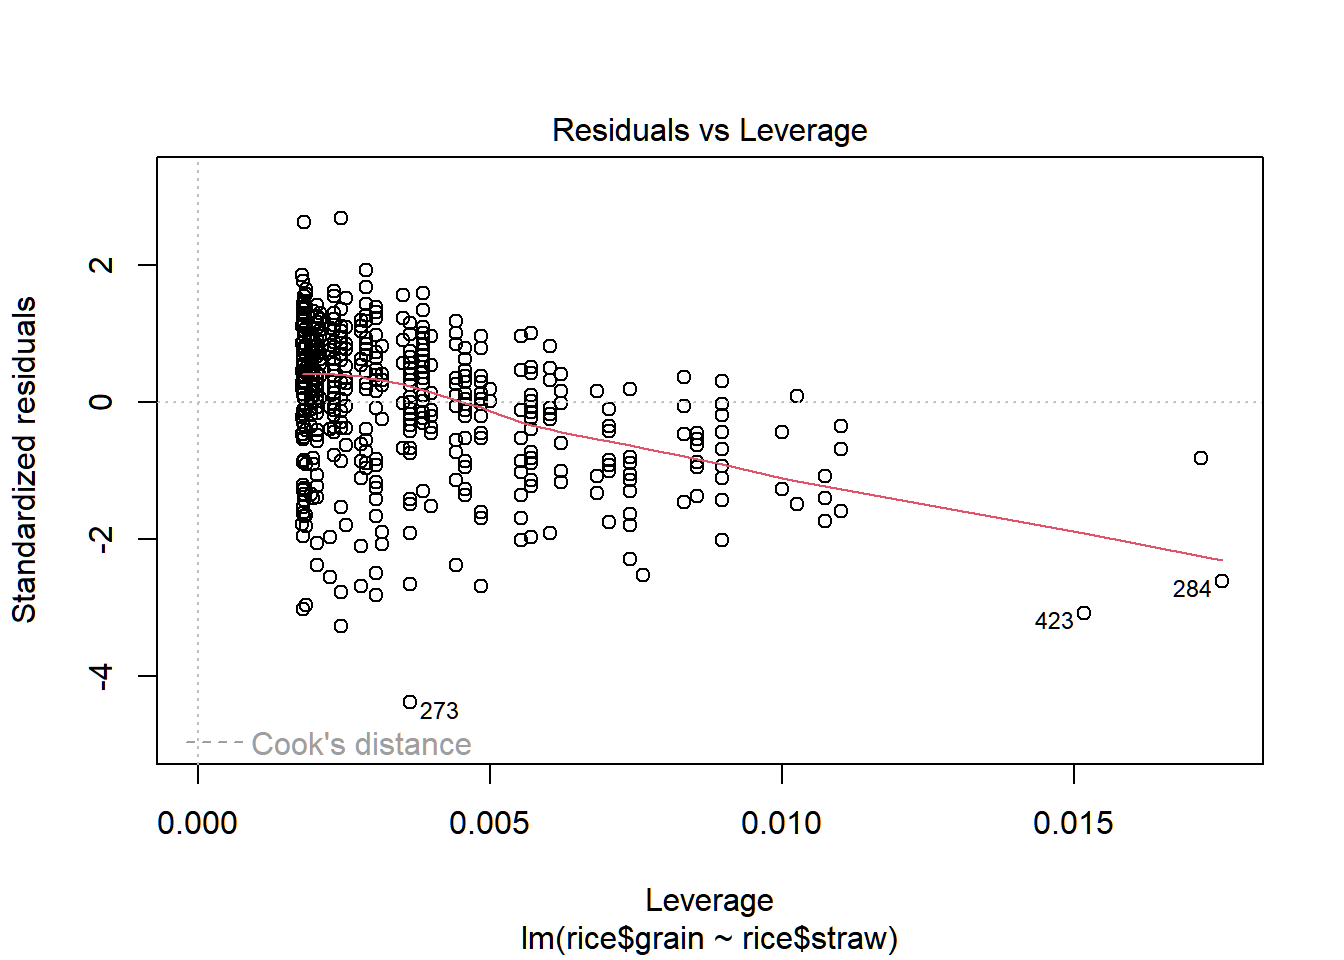 Residuals vs Leverage
Standardized residuals
2
0
-2
-4
273
423
284
Cook's distance
0.000 0.005 0.010 0.015
Leverage
lm(rice$grain ~ rice$straw)